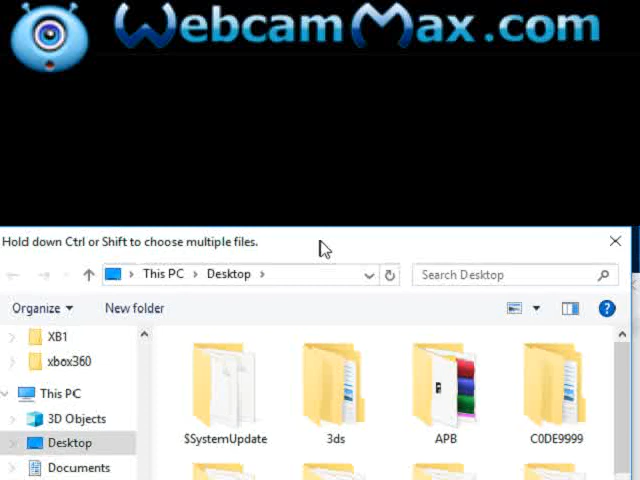 WebcamMax.com
Hold down Ctrl or Shift to choose multiple files.
This PC > Desktop >
Search Desktop
Organize
New folder
XB1
xbox360
This PC
3D Objects
Desktop
Documents
$SystemUpdate
3ds
APB
C0DE9999